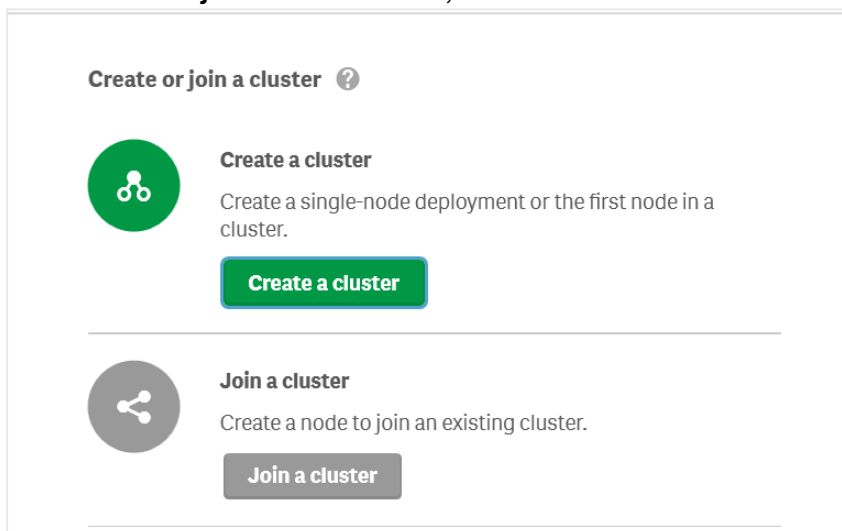 Create or join a cluster ?
Create a cluster
Create a single-node deployment or the first node in a
cluster.
Create a cluster
Join a cluster
Create a node to join an existing cluster.
Join a cluster